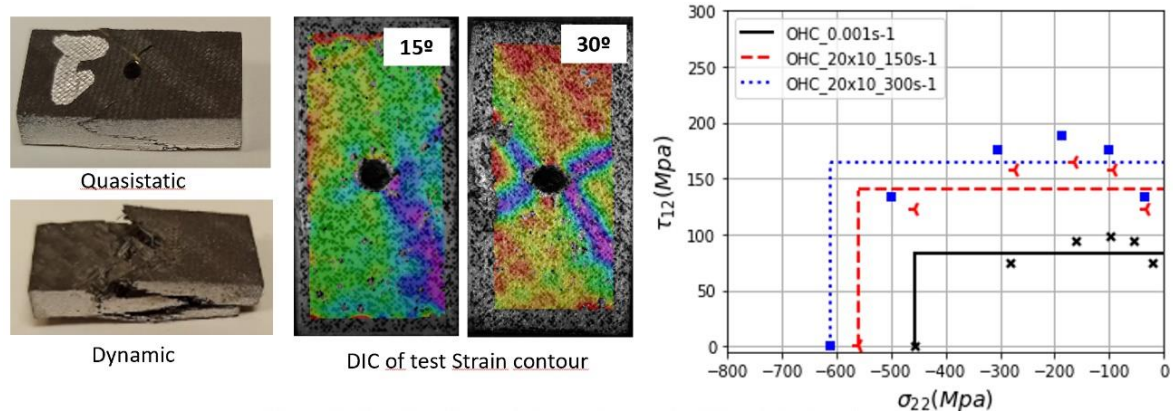 Quasistatic
Dynamic
15º
30º
DIC of test Strain contour
OHC_0.001s-1
OHC_20x10_150s-1
OHC_20x10_300s-1
300
250
200
150
100
50
0
τ12(Mpa)
−800 −700 −600 −500 −400 −300 −200 −100 0
σ22(Mpa)